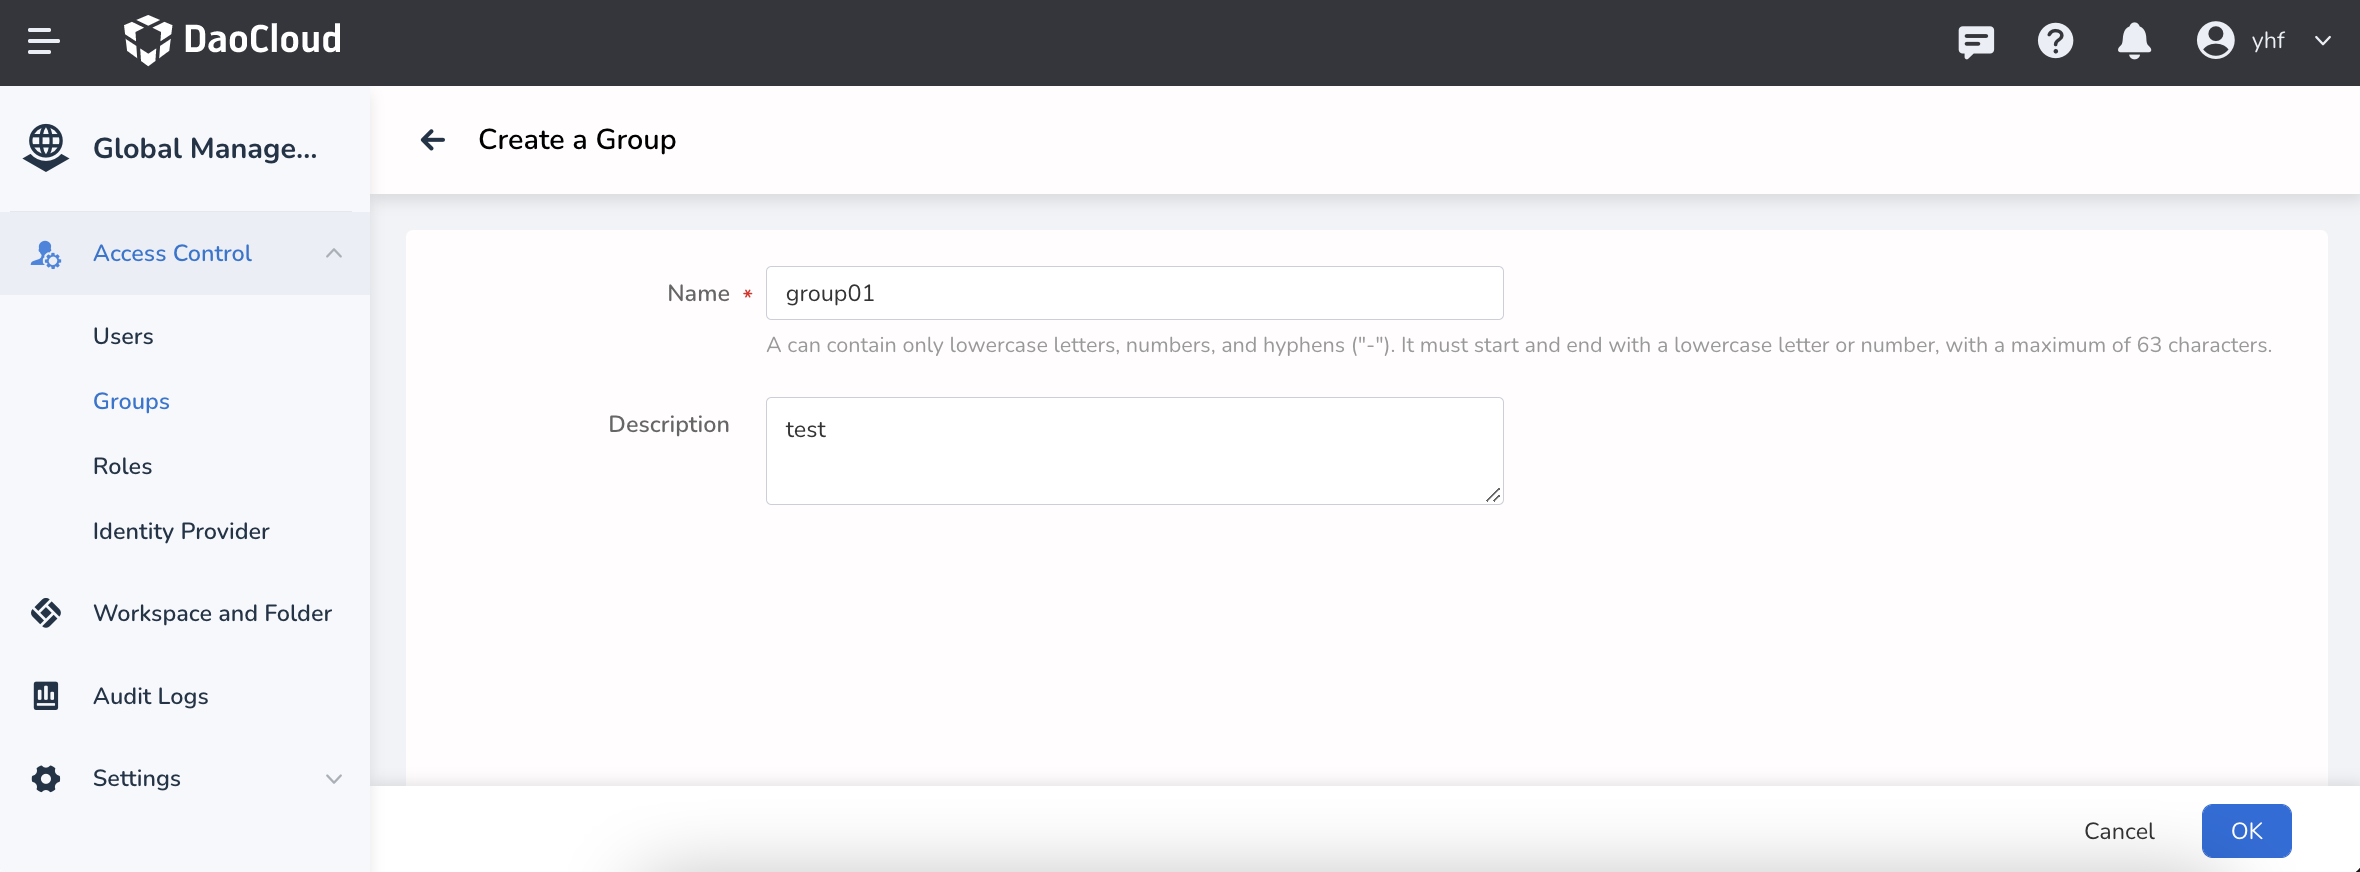 DaoCloud
yhf
Global Manage...
Create a Group
Access Control
Users
Groups
Roles
Identity Provider
Workspace and Folder
Audit Logs
Settings
Name *
group01
A can contain only lowercase letters, numbers, and hyphens ("-"). It must start and end with a lowercase letter or number, with a maximum of 63 characters.
Description
test
Cancel
OK